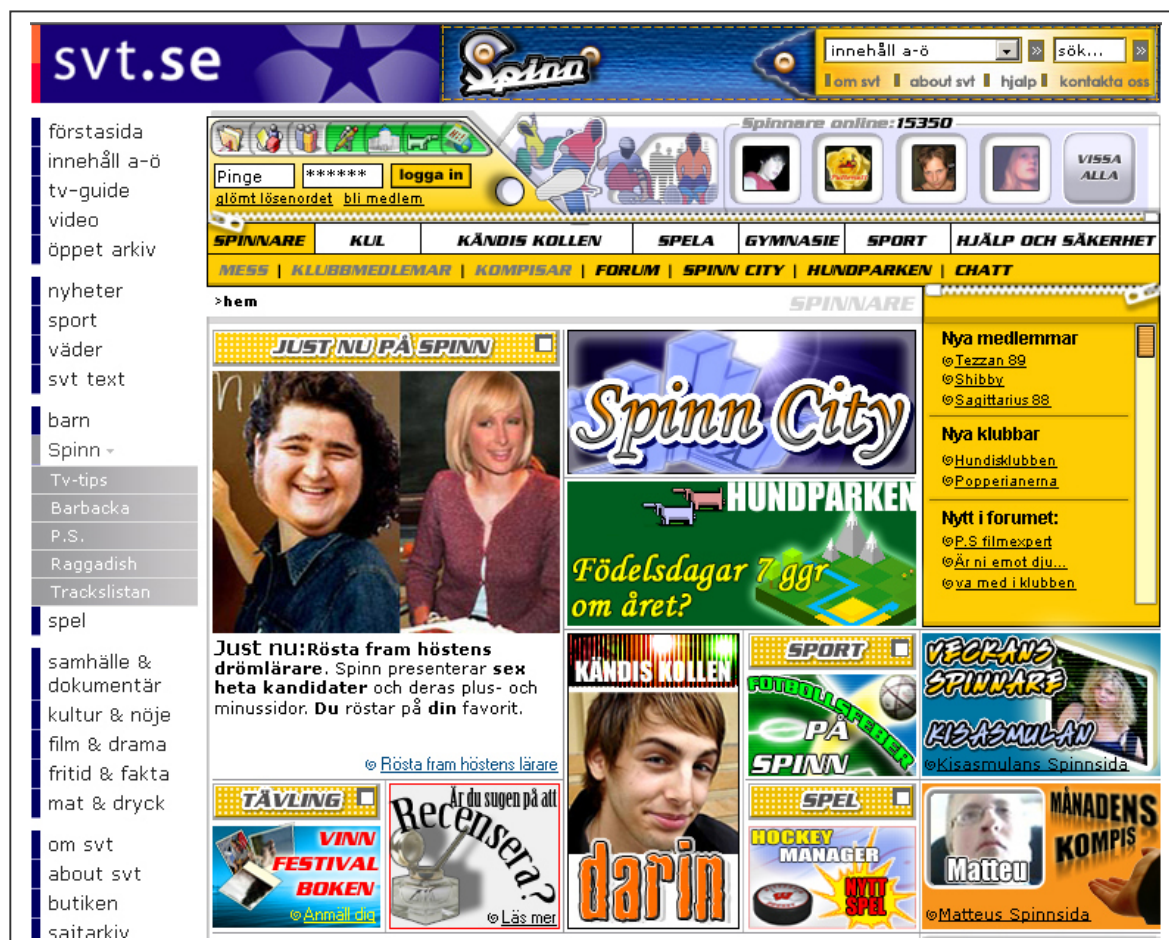 svt.se
Spinn
innehåll a-ö
sök...
om svt
about svt
hjalp
kontakta oss
förstasida
innehåll a-ö
tv-guide
video
öppet arkiv
nyheter
sport
väder
svt text
barn
Spinn
Tv-tips
Barbacka
P.S.
Raggadish
Trackslistan
spel
samhälle &
dokumentär
kultur & nöje
film & drama
fritid & fakta
mat & dryck
om svt
about svt
butiken
sajtarkiv
Pinge
******
logga in
glömt lösenordet
bli medlem
Spinnare online:15350
VISSA
ALLA
SPINNARE
KUL
KÄNDIS KOLLEN
SPELA
GYMNASIE
SPORT
HJÄLP OCH SÄKERHET
MESS | KLUBBMEDLEMAR | KOMPISAR | FORUM | SPINN CITY | HUNDPARKEN | CHATT
>hem
SPINNARE
JUST NU PÅ SPINN
Just nu:Rösta fram höstens
drömlärare. Spinn presenterar sex
heta kandidater och deras plus- och
minussidor. Du röstar på din favorit.
Rösta fram höstens lärare
Spinn City
HUNDPARKEN
Födelsdagar 7 ggr
om året?
Nya medlemmar
Tezzan 89
Shibby
Sagittarius 88
Nya klubbar
Hundisklubben
Popperianerna
Nytt i forumet:
P.S filmexpert
Är ni emot dju...
va med i klubben
KÄNDIS KOLLEN
darin
SPORT
FOTBOLLSFEBER
PÅ
SPINN
VECKANS
SPINNARE
KISASMULAN
Kisasmulans Spinnsida
TÄVLING
VINN
FESTIVAL
BOKEN
Anmäll dig
Är du sugen på att
Recensera?
Läs mer
SPEL
HOCKEY
MANAGER
NYTT
SPEL
MÅNADENS
KOMPIS
Matteu
Matteus Spinnsida